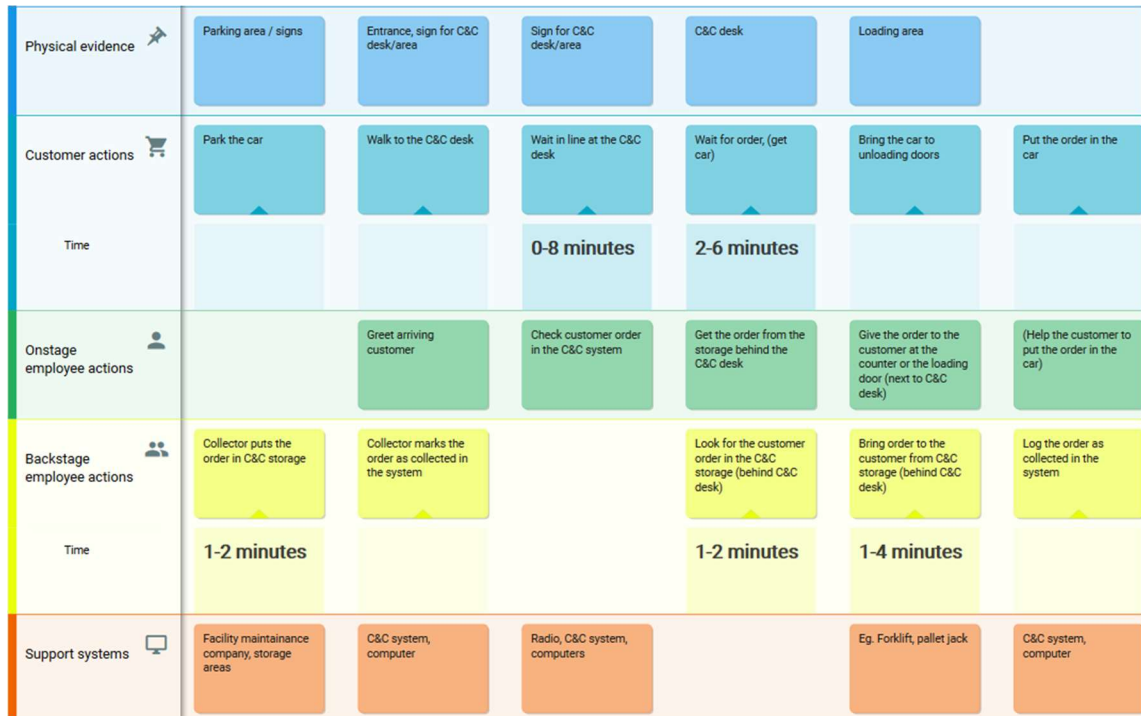 Physical evidence
Parking area / signs
Entrance, sign for C&C
desk/area
Sign for C&C
desk/area
C&C desk
Loading area
Customer actions
Park the car
Walk to the C&C desk
Wait in line at the C&C
desk
Wait for order, (get
car)
Bring the car to
unloading doors
Put the order in the
car
Time
0-8 minutes
2-6 minutes
Onstage
employee actions
Greet arriving
customer
Check customer order
in the C&C system
Get the order from the
storage behind the
C&C desk
Give the order to the
customer at the
counter or the loading
door (next to C&C
desk)
(Help the customer to
put the order in the
car)
Backstage
employee actions
Collector puts the
order in C&C storage
Collector marks the
order as collected in
the system
Look for the customer
order in the C&C
storage (behind C&C
desk)
Bring order to the
customer from C&C
storage (behind C&C
desk)
Log the order as
collected in the
system
Time
1-2 minutes
1-2 minutes
1-4 minutes
Support systems
Facility maintainance
company, storage
areas
C&C system,
computer
Radio, C&C system,
computers
Eg. Forklift, pallet jack
C&C system,
computer